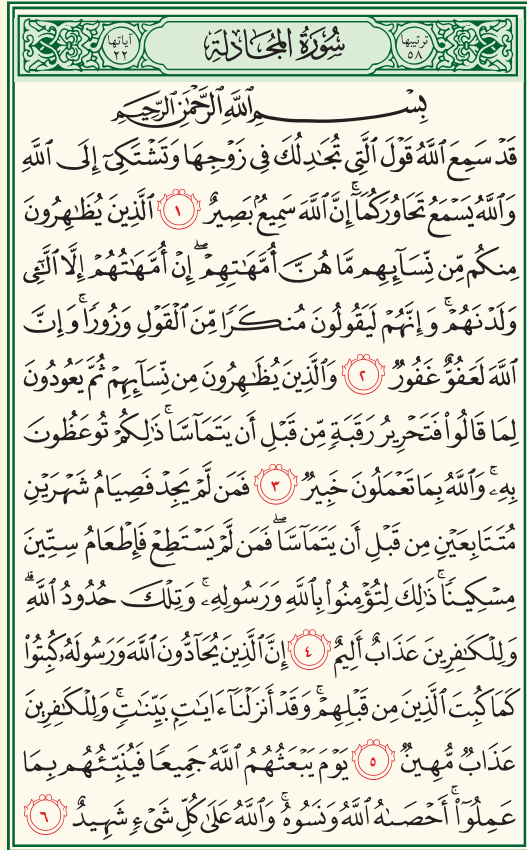 ترتيبها ٥٨ سُورَةُ المُجَادلَةِ آياتها ٢٢
بِسْمِ ٱللَّهِ ٱلرَّحْمَٰنِ ٱلرَّحِيمِ
قَدْ سَمِعَ ٱللَّهُ قَوْلَ ٱلَّتِى تُجَٰدِلُكَ فِى زَوْجِهَا وَتَشْتَكِىٓ إِلَى ٱللَّهِ
وَٱللَّهُ يَسْمَعُ تَحَاوُرَكُمَآ ۚ إِنَّ ٱللَّهَ سَمِيعٌۢ بَصِيرٌ ١ ٱلَّذِينَ يُظَٰهِرُونَ
مِنكُم مِّن نِّسَآئِهِم مَّا هُنَّ أُمَّهَٰتِهِمْ ۖ إِنْ أُمَّهَٰتُهُمْ إِلَّا ٱلَّٰٓـِٔى
وَلَدْنَهُمْ ۚ وَإِنَّهُمْ لَيَقُولُونَ مُنكَرًا مِّنَ ٱلْقَوْلِ وَزُورًا ۚ وَإِنَّ
ٱللَّهَ لَعَفُوٌّ غَفُورٌ ٢ وَٱلَّذِينَ يُظَٰهِرُونَ مِن نِّسَآئِهِمْ ثُمَّ يَعُودُونَ
لِمَا قَالُوا۟ فَتَحْرِيرُ رَقَبَةٍ مِّن قَبْلِ أَن يَتَمَآسَّا ۚ ذَٰلِكُمْ تُوعَظُونَ
بِهِۦ ۚ وَٱللَّهُ بِمَا تَعْمَلُونَ خَبِيرٌ ٣ فَمَن لَّمْ يَجِدْ فَصِيَامُ شَهْرَيْنِ
مُتَتَابِعَيْنِ مِن قَبْلِ أَن يَتَمَآسَّا ۖ فَمَن لَّمْ يَسْتَطِعْ فَإِطْعَامُ سِتِّينَ
مِسْكِينًا ۚ ذَٰلِكَ لِتُؤْمِنُوا۟ بِٱللَّهِ وَرَسُولِهِۦ ۚ وَتِلْكَ حُدُودُ ٱللَّهِ ۗ
وَلِلْكَٰفِرِينَ عَذَابٌ أَلِيمٌ ٤ إِنَّ ٱلَّذِينَ يُحَآدُّونَ ٱللَّهَ وَرَسُولَهُۥ كُبِتُوا۟
كَمَا كُبِتَ ٱلَّذِينَ مِن قَبْلِهِمْ ۚ وَقَدْ أَنزَلْنَآ ءَايَٰتٍۭ بَيِّنَٰتٍ ۚ وَلِلْكَٰفِرِينَ
عَذَابٌ مُّهِينٌ ٥ يَوْمَ يَبْعَثُهُمُ ٱللَّهُ جَمِيعًا فَيُنَبِّئُهُم بِمَا
عَمِلُوٓا۟ ۚ أَحْصَىٰهُ ٱللَّهُ وَنَسُوهُ ۚ وَٱللَّهُ عَلَىٰ كُلِّ شَىْءٍ شَهِيدٌ ٦